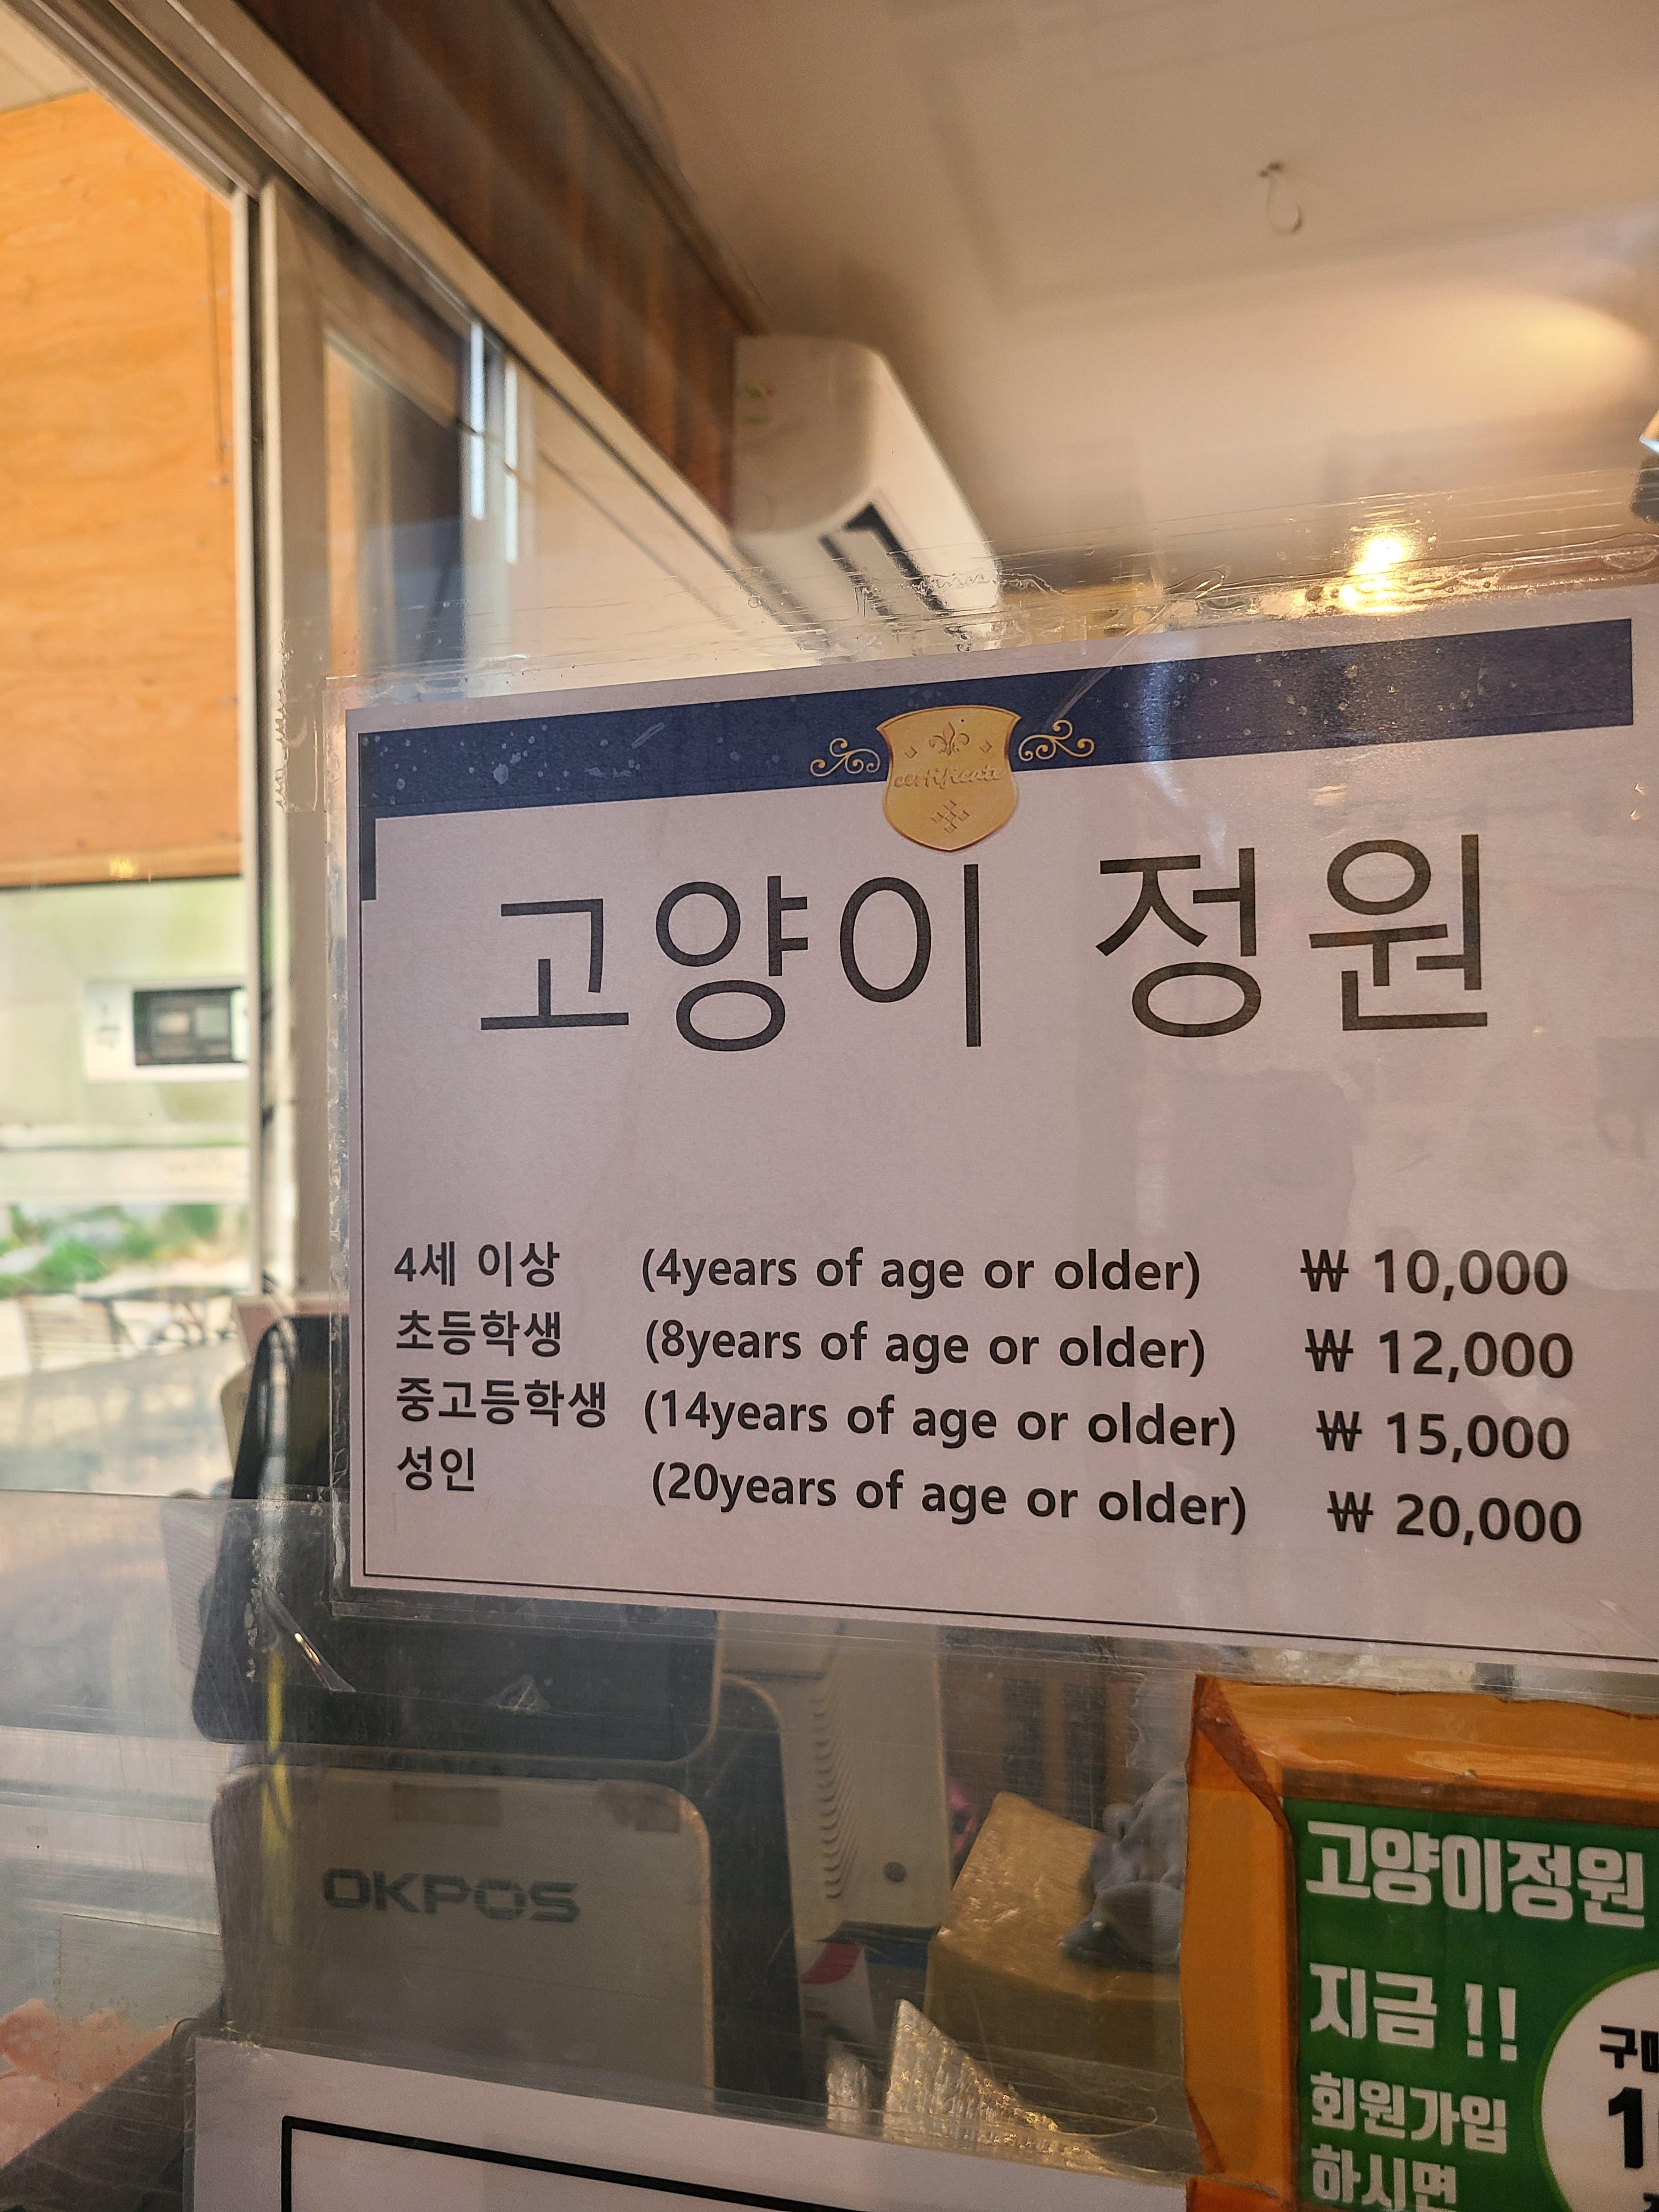 certificate
고양이 정원
4세 이상 (4years of age or older) ₩ 10,000
초등학생 (8years of age or older) ₩ 12,000
중고등학생 (14years of age or older) ₩ 15,000
성인 (20years of age or older) ₩ 20,000
OKPOS
고양이정원
지금 !!
회원가입
하시면